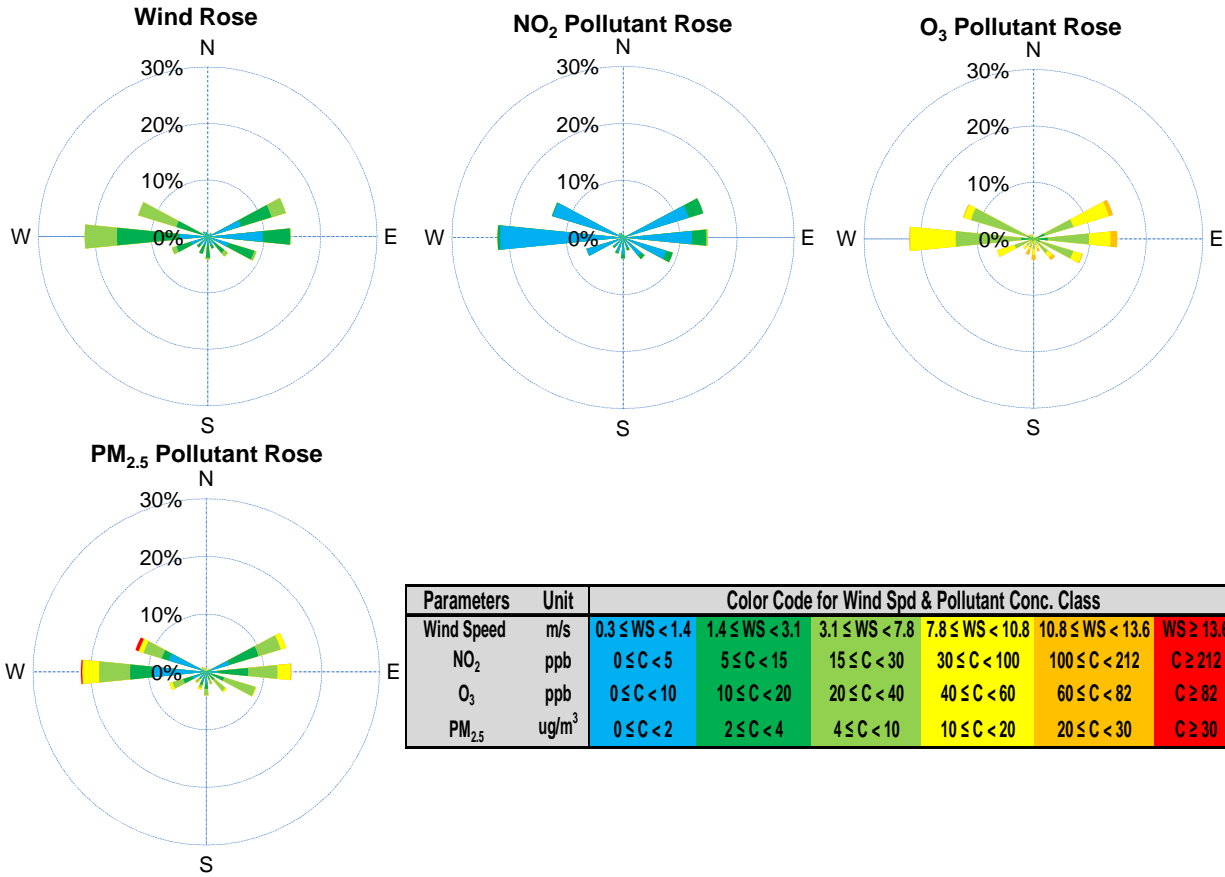 Wind Rose
N
30%
20%
10%
0%
W
E
S
NO2 Pollutant Rose
N
30%
20%
10%
0%
W
E
S
O3 Pollutant Rose
N
30%
20%
10%
0%
W
E
S
PM2.5 Pollutant Rose
N
30%
20%
10%
0%
W
E
S
Parameters Unit Color Code for Wind Spd & Pollutant Conc. Class
Wind Speed m/s 0.3 ≤ WS < 1.4 1.4 ≤ WS < 3.1 3.1 ≤ WS < 7.8 7.8 ≤ WS < 10.8 10.8 ≤ WS < 13.6 WS ≥ 13.6
NO2 ppb 0 ≤ C < 5 5 ≤ C < 15 15 ≤ C < 30 30 ≤ C < 100 100 ≤ C < 212 C ≥ 212
O3 ppb 0 ≤ C < 10 10 ≤ C < 20 20 ≤ C < 40 40 ≤ C < 60 60 ≤ C < 82 C ≥ 82
PM2.5 ug/m3 0 ≤ C < 2 2 ≤ C < 4 4 ≤ C < 10 10 ≤ C < 20 20 ≤ C < 30 C ≥ 30